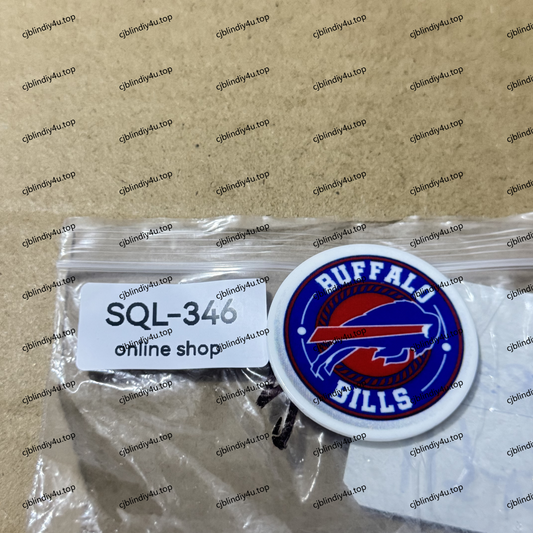 SQL-346
online shop
BUFFALO
BILLS
cjblindiy4u.top